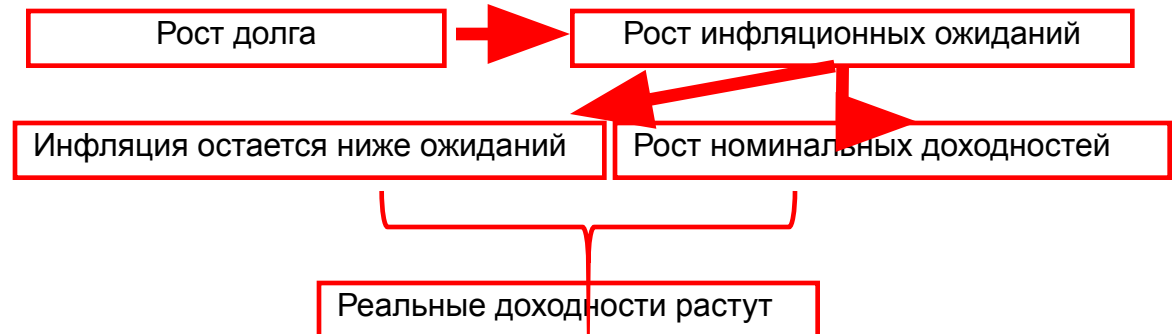 Рост долга
Рост инфляционных ожиданий
Инфляция остается ниже ожиданий
Рост номинальных доходностей
Реальные доходности растут